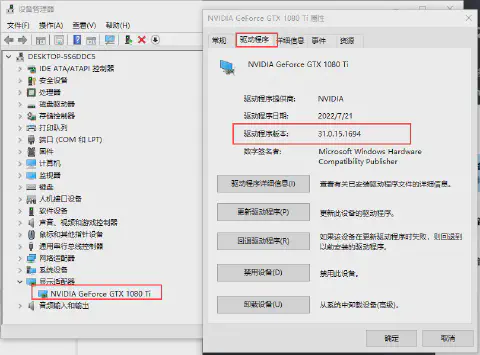 设备管理器
文件(F) 操作(A) 查看(V) 帮助(H)
DESKTOP-5S6DDC5
IDE ATA/ATAPI 控制器
安全设备
处理器
磁盘驱动器
存储控制器
打印队列
端口 (COM 和 LPT)
固件
计算机
监视器
键盘
人机接口设备
软件设备
声音、视频和游戏控制器
鼠标和其他指针设备
通用串行总线控制器
网络适配器
系统设备
显示适配器
NVIDIA GeForce GTX 1080 Ti
音频输入和输出
NVIDIA GeForce GTX 1080 Ti 属性
常规 驱动程序 详细信息 事件 资源
NVIDIA GeForce GTX 1080 Ti
驱动程序提供商: NVIDIA
驱动程序日期: 2022/7/21
驱动程序版本: 31.0.15.1694
数字签名者: Microsoft Windows Hardware
Compatibility Publisher
驱动程序详细信息(I) 查看有关已安装驱动程序文件的详细信息。
更新驱动程序(P) 更新此设备的驱动程序。
回退驱动程序(R) 如果设备在更新驱动程序时失败，则回退到
以前安装的驱动程序。
禁用设备(D) 禁用此设备。
卸载设备(U) 从系统中卸载设备(高级)。
确定 取消